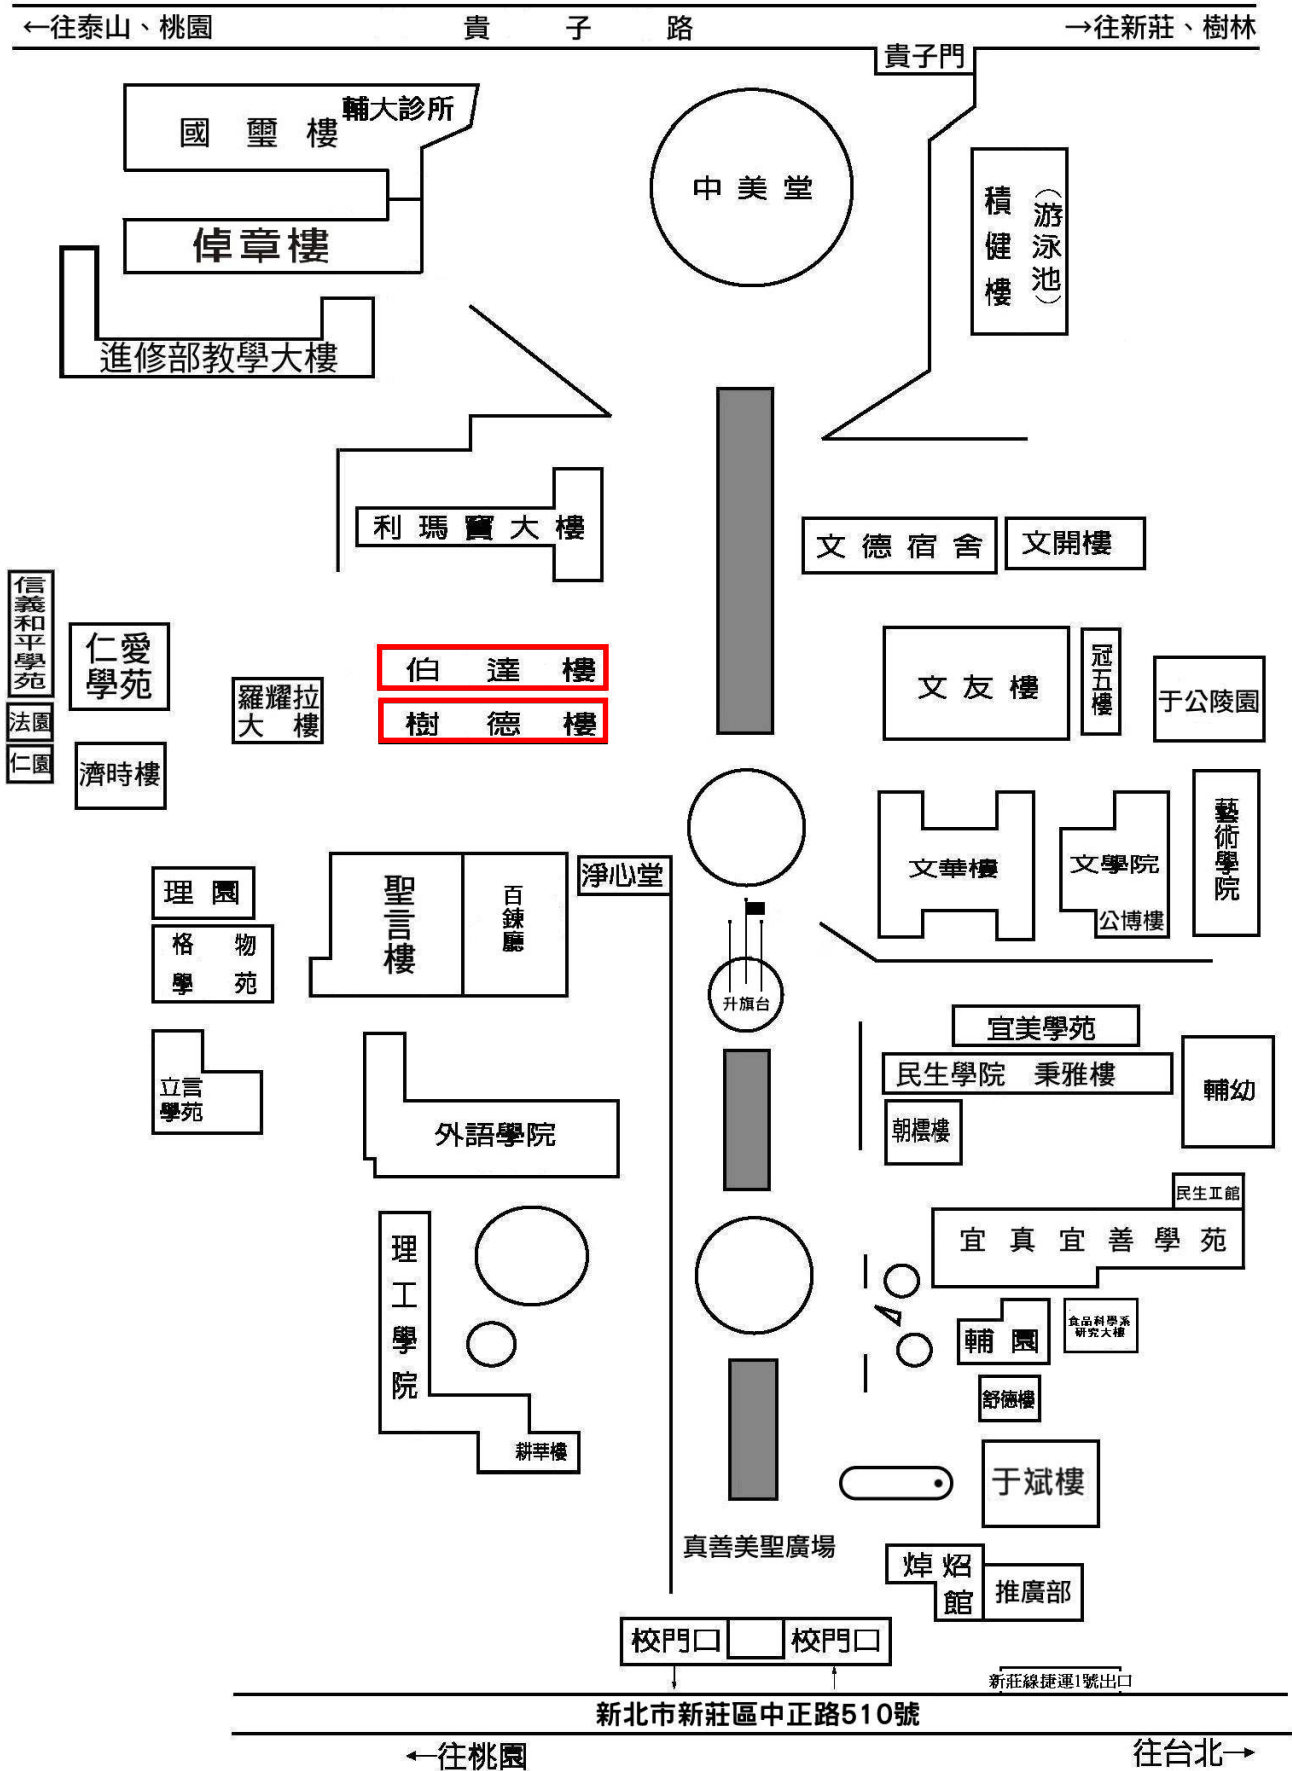 ←往泰山、桃園
貴子路
→往新莊、樹林
貴子門
輔大診所
國璽樓
中美堂
積健樓
（游泳池）
倬章樓
進修部教學大樓
利瑪竇大樓
文德宿舍
文開樓
信義和平學苑
仁愛
學苑
伯達樓
文友樓
冠五樓
于公陵園
羅耀拉
大樓
樹德樓
法園
仁園
濟時樓
藝術學院
文華樓
文學院
公博樓
理園
聖言樓
百鍊廳
淨心堂
格物
學苑
升旗台
宜美學苑
民生學院 秉雅樓
輔幼
立言
學苑
外語學院
朝橒樓
民生工館
宜真宜善學苑
理工學院
輔園
食品科學系
研究大樓
舒德樓
耕莘樓
于斌樓
真善美聖廣場
焯炤
館
推廣部
校門口
校門口
新莊線捷運1號出口
新北市新莊區中正路510號
←往桃園
往台北→